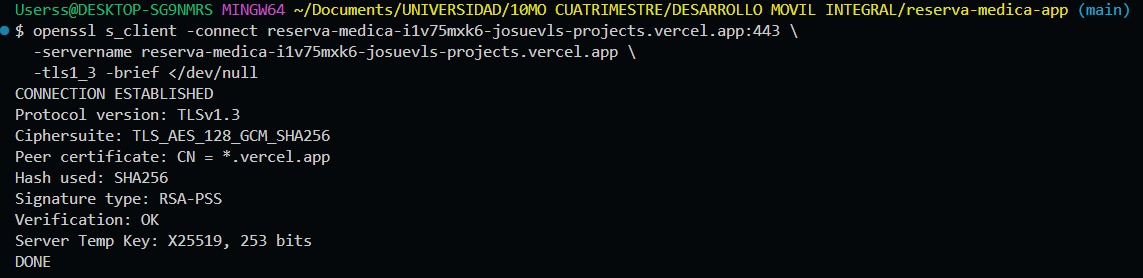 Userss@DESKTOP-SG9NMRS MINGW64 ~/Documents/UNIVERSIDAD/10MO CUATRIMESTRE/DESARROLLO MOVIL INTEGRAL/reserva-medica-app (main)
$ openssl s_client -connect reserva-medica-i1v75mxk6-josuevls-projects.vercel.app:443 \
  -servername reserva-medica-i1v75mxk6-josuevls-projects.vercel.app \
  -tls1_3 -brief </dev/null
CONNECTION ESTABLISHED
Protocol version: TLSv1.3
Ciphersuite: TLS_AES_128_GCM_SHA256
Peer certificate: CN = *.vercel.app
Hash used: SHA256
Signature type: RSA-PSS
Verification: OK
Server Temp Key: X25519, 253 bits
DONE